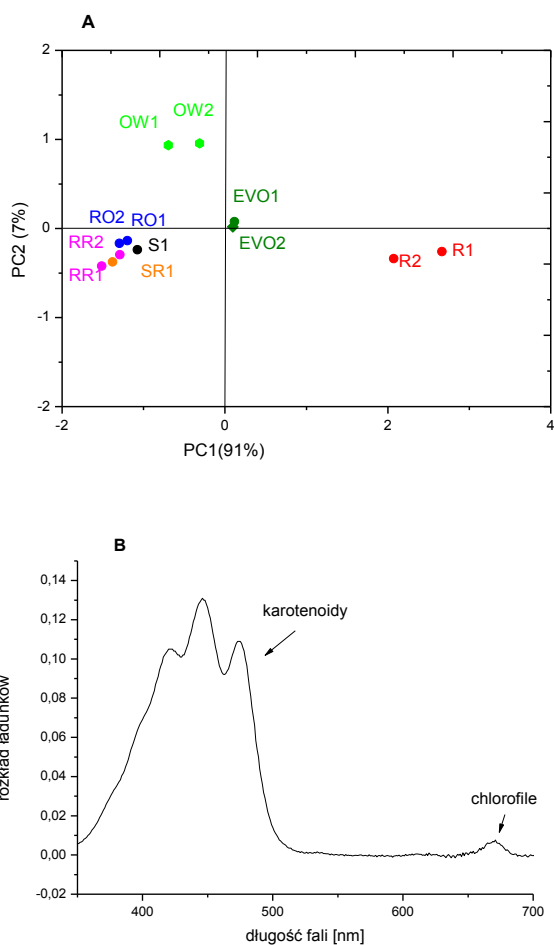 A
2
1
0
-1
-2
PC2 (7%)
OW1
OW2
EVO1
EVO2
RO2
RO1
RR2
S1
RR1
SR1
R2
R1
-2
0
2
4
PC1(91%)
B
0,14
0,12
0,10
0,08
0,06
0,04
0,02
0,00
-0,02
rozkład ładunków
karotenoidy
chlorofile
400
500
600
700
długość fali [nm]